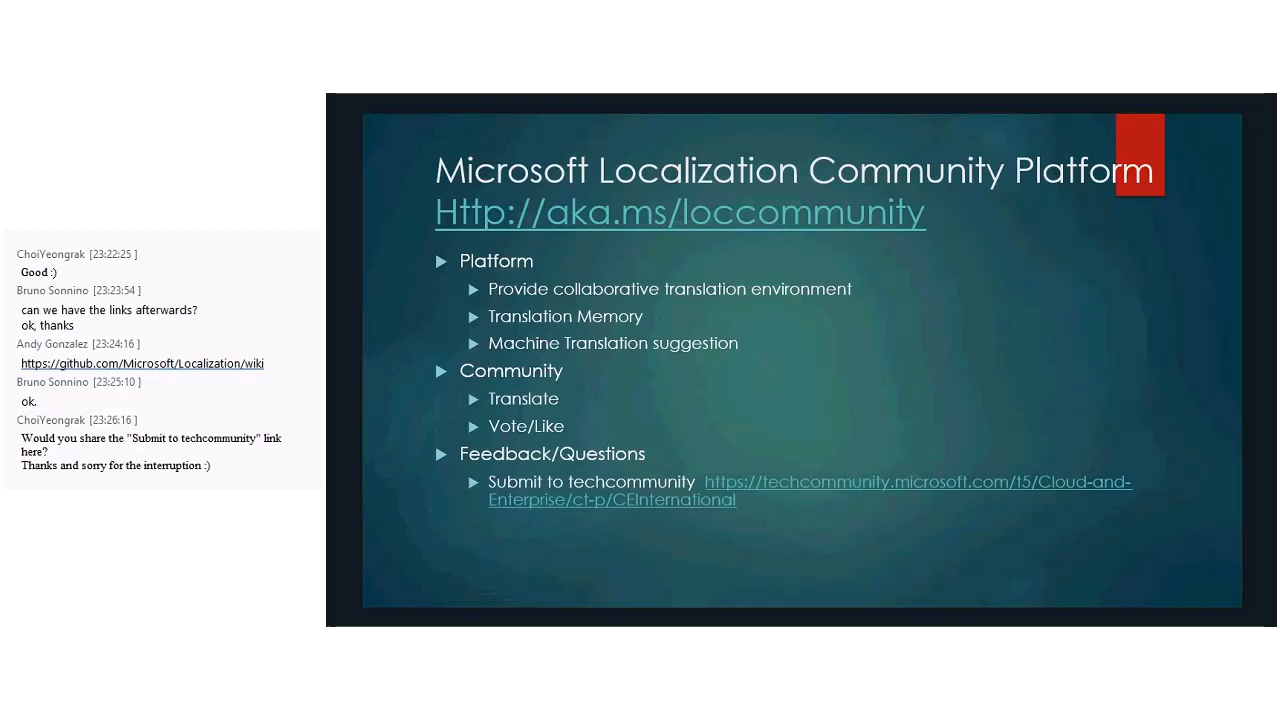 ChoiYeongrak [23:22:25 ]
Good :)
Bruno Sonnino [23:23:54 ]
can we have the links afterwards?
ok, thanks
Andy Gonzalez [23:24:16 ]
https://github.com/Microsoft/Localization/wiki
Bruno Sonnino [23:25:10 ]
ok.
ChoiYeongrak [23:26:16 ]
Would you share the "Submit to techcommunity" link
here?
Thanks and sorry for the interruption :)
Microsoft Localization Community Platform
Http://aka.ms/loccommunity
Platform
Provide collaborative translation environment
Translation Memory
Machine Translation suggestion
Community
Translate
Vote/Like
Feedback/Questions
Submit to techcommunity https://techcommunity.microsoft.com/t5/Cloud-and-
Enterprise/ct-p/CEInternational